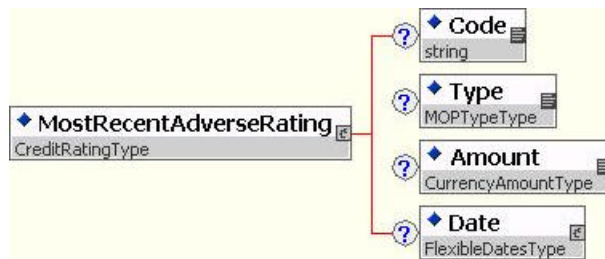 Code
string
Type
MOPTypeType
MostRecentAdverseRating
CreditRatingType
Amount
CurrencyAmountType
Date
FlexibleDatesType